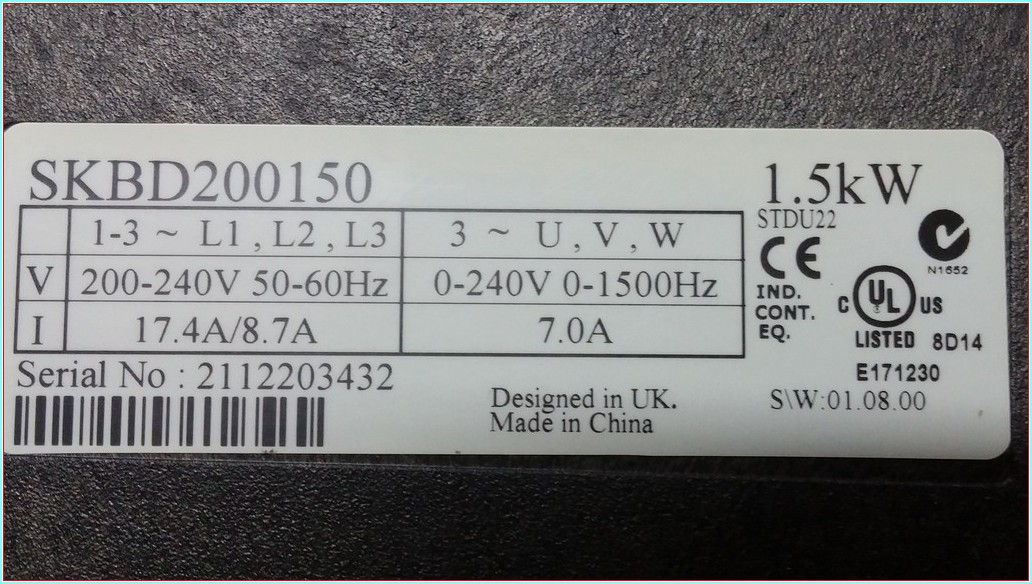 SKBD200150
1.5kW
STDU22
1-3 ~ L1 , L2 , L3
3 ~ U , V , W
V
200-240V 50-60Hz
0-240V 0-1500Hz
I
17.4A/8.7A
7.0A
CE
IND.
CONT.
EQ.
N1652
C UL US
LISTED 8D14
E171230
Serial No : 2112203432
Designed in UK.
Made in China
S\W:01.08.00